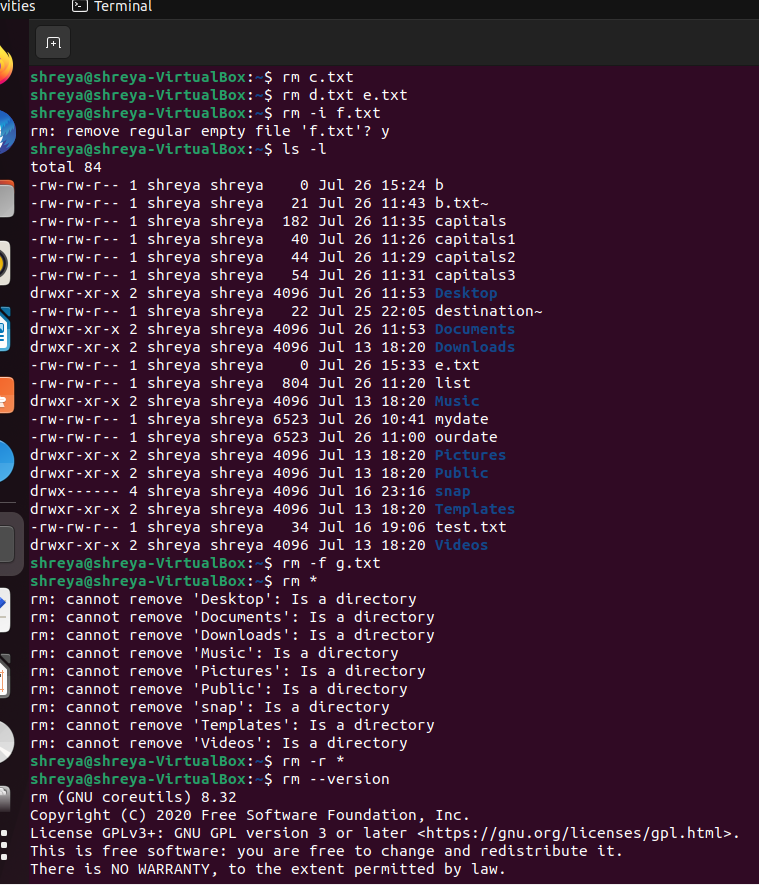 vities Terminal
shreya@shreya-VirtualBox:~$ rm c.txt
shreya@shreya-VirtualBox:~$ rm d.txt e.txt
shreya@shreya-VirtualBox:~$ rm -i f.txt
rm: remove regular empty file 'f.txt'? y
shreya@shreya-VirtualBox:~$ ls -l
total 84
-rw-rw-r-- 1 shreya shreya    0 Jul 26 15:24 b
-rw-rw-r-- 1 shreya shreya   21 Jul 26 11:43 b.txt~
-rw-rw-r-- 1 shreya shreya  182 Jul 26 11:35 capitals
-rw-rw-r-- 1 shreya shreya   40 Jul 26 11:26 capitals1
-rw-rw-r-- 1 shreya shreya   44 Jul 26 11:29 capitals2
-rw-rw-r-- 1 shreya shreya   54 Jul 26 11:31 capitals3
drwxr-xr-x 2 shreya shreya 4096 Jul 26 11:53 Desktop
-rw-rw-r-- 1 shreya shreya   22 Jul 25 22:05 destination~
drwxr-xr-x 2 shreya shreya 4096 Jul 26 11:53 Documents
drwxr-xr-x 2 shreya shreya 4096 Jul 13 18:20 Downloads
-rw-rw-r-- 1 shreya shreya    0 Jul 26 15:33 e.txt
-rw-rw-r-- 1 shreya shreya  804 Jul 26 11:20 list
drwxr-xr-x 2 shreya shreya 4096 Jul 13 18:20 Music
-rw-rw-r-- 1 shreya shreya 6523 Jul 26 10:41 mydate
-rw-rw-r-- 1 shreya shreya 6523 Jul 26 11:00 ourdate
drwxr-xr-x 2 shreya shreya 4096 Jul 13 18:20 Pictures
drwxr-xr-x 2 shreya shreya 4096 Jul 13 18:20 Public
drwx------ 4 shreya shreya 4096 Jul 16 23:16 snap
drwxr-xr-x 2 shreya shreya 4096 Jul 13 18:20 Templates
-rw-rw-r-- 1 shreya shreya   34 Jul 16 19:06 test.txt
drwxr-xr-x 2 shreya shreya 4096 Jul 13 18:20 Videos
shreya@shreya-VirtualBox:~$ rm -f g.txt
shreya@shreya-VirtualBox:~$ rm *
rm: cannot remove 'Desktop': Is a directory
rm: cannot remove 'Documents': Is a directory
rm: cannot remove 'Downloads': Is a directory
rm: cannot remove 'Music': Is a directory
rm: cannot remove 'Pictures': Is a directory
rm: cannot remove 'Public': Is a directory
rm: cannot remove 'snap': Is a directory
rm: cannot remove 'Templates': Is a directory
rm: cannot remove 'Videos': Is a directory
shreya@shreya-VirtualBox:~$ rm -r *
shreya@shreya-VirtualBox:~$ rm --version
rm (GNU coreutils) 8.32
Copyright (C) 2020 Free Software Foundation, Inc.
License GPLv3+: GNU GPL version 3 or later <https://gnu.org/licenses/gpl.html>.
This is free software: you are free to change and redistribute it.
There is NO WARRANTY, to the extent permitted by law.